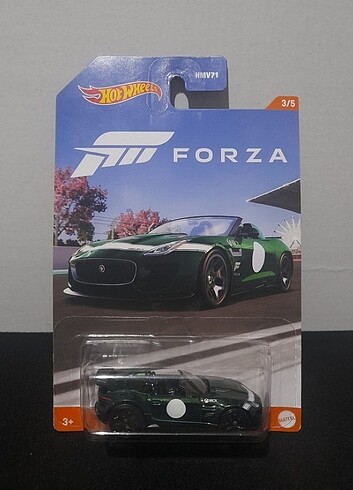 HMV71
HOT WHEELS
3/5
FORZA
3+
MATTEL